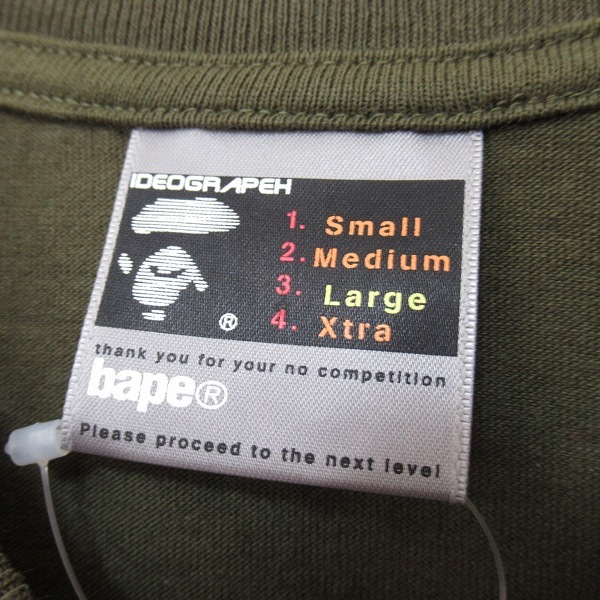 IDEOGRAPEH
1. Small
2. Medium
3. Large
4. Xtra
®
thank you for your no competition
bape®
Please proceed to the next level